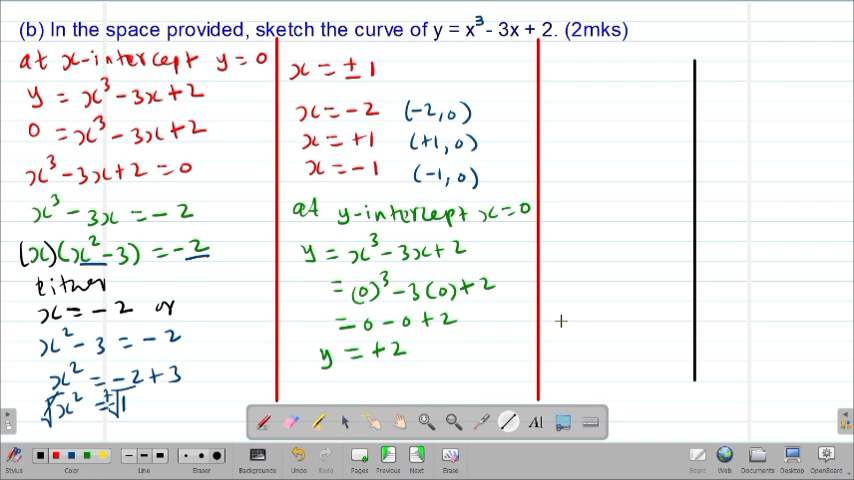 (b) In the space provided, sketch the curve of y = x³ - 3x + 2. (2mks)
at x-intercept y = 0
y = x³ - 3x + 2
0 = x³ - 3x + 2
x³ - 3x + 2 = 0
x³ - 3x = - 2
(x)(x² - 3) = - 2
Either
x = - 2 or
x² - 3 = - 2
x² = - 2 + 3
√x² = ±√1
x = ± 1
x = - 2 (-2, 0)
x = +1 (+1, 0)
x = - 1 (-1, 0)
at y-intercept x = 0
y = x³ - 3x + 2
= (0)³ - 3(0) + 2
= 0 - 0 + 2
y = + 2
AI
Stylus Color Line Eraser Backgrounds Undo Redo Pages Previous Next Erase Board Web Documents Desktop OpenBoard